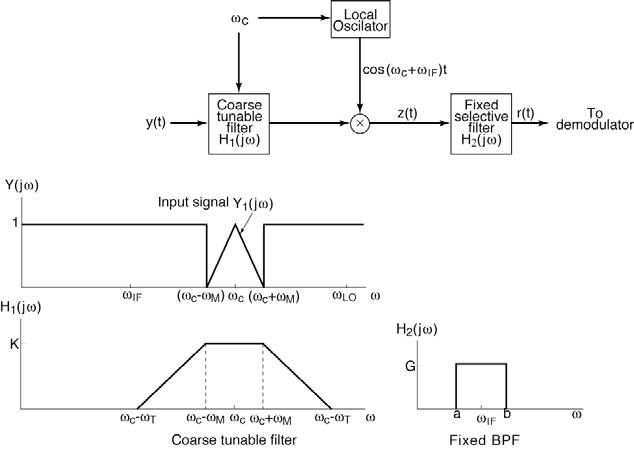 ω_c
Local
Oscilator
cos(ω_c+ω_IF)t
y(t)
Coarse
tunable
filter
H_1(jω)
×
z(t)
Fixed
selective
filter
H_2(jω)
r(t)
To
demodulator
Y(jω)
Input signal Y_1(jω)
1
ω_IF
(ω_c-ω_M)
ω_c
(ω_c+ω_M)
ω_LO
ω
H_1(jω)
K
ω_c-ω_T
ω_c-ω_M
ω_c
ω_c+ω_M
ω_c-ω_T
ω
Coarse tunable filter
H_2(jω)
G
a
ω_IF
b
ω
Fixed BPF